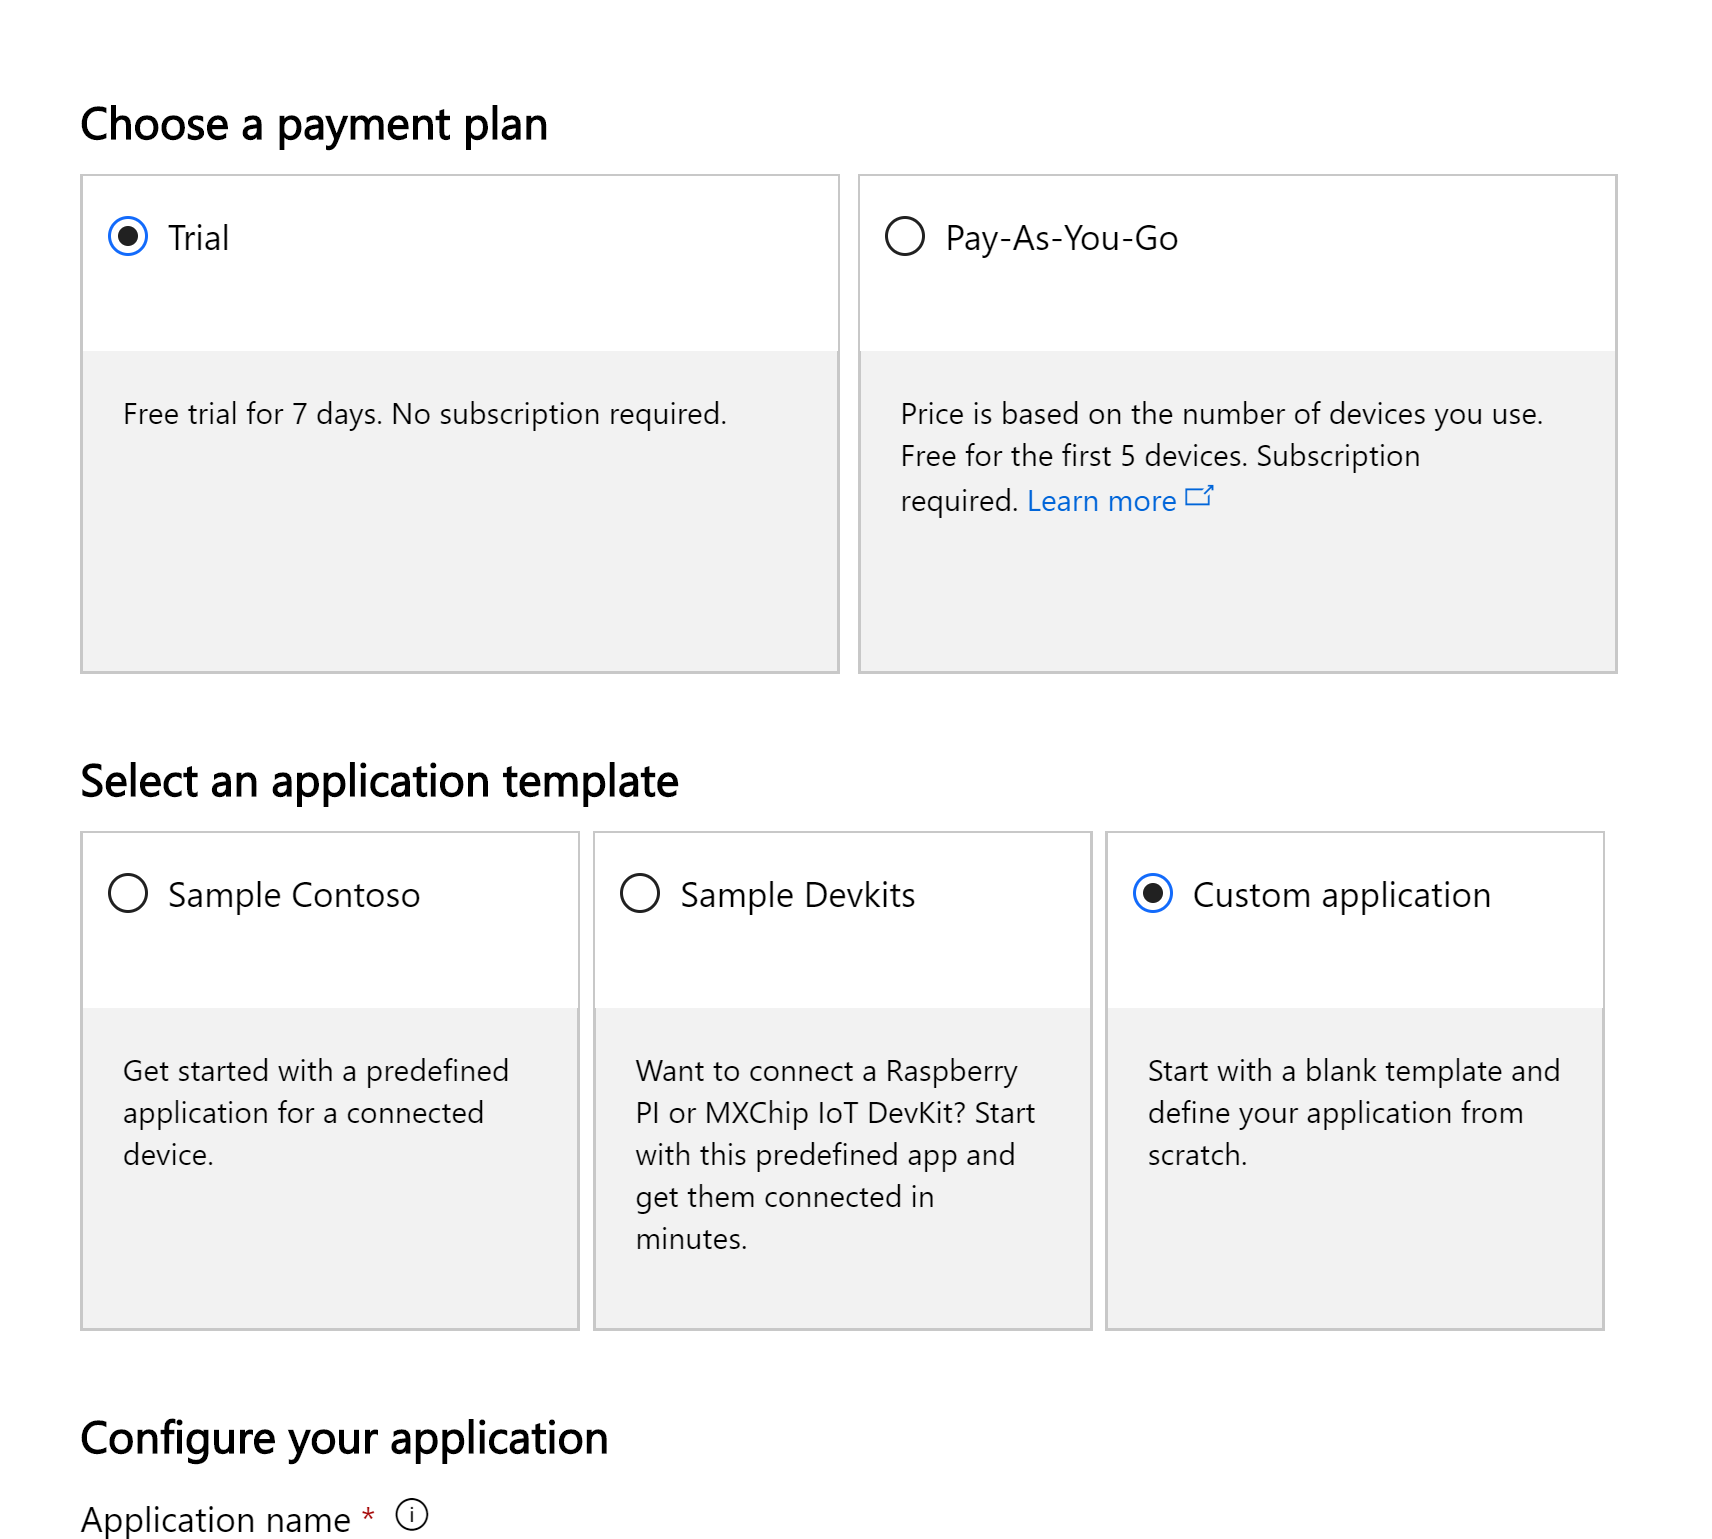 Choose a payment plan
Trial
Free trial for 7 days. No subscription required.
Pay-As-You-Go
Price is based on the number of devices you use.
Free for the first 5 devices. Subscription
required. Learn more
Select an application template
Sample Contoso
Get started with a predefined
application for a connected
device.
Sample Devkits
Want to connect a Raspberry
PI or MXChip IoT DevKit? Start
with this predefined app and
get them connected in
minutes.
Custom application
Start with a blank template and
define your application from
scratch.
Configure your application
Application name *